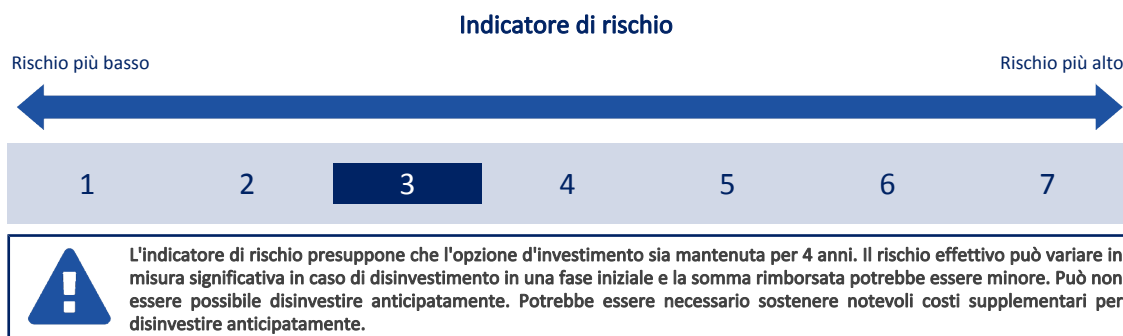 Indicatore di rischio
Rischio più basso
Rischio più alto
1 2 3 4 5 6 7
L'indicatore di rischio presuppone che l'opzione d'investimento sia mantenuta per 4 anni. Il rischio effettivo può variare in
misura significativa in caso di disinvestimento in una fase iniziale e la somma rimborsata potrebbe essere minore. Può non
essere possibile disinvestire anticipatamente. Potrebbe essere necessario sostenere notevoli costi supplementari per
disinvestire anticipatamente.